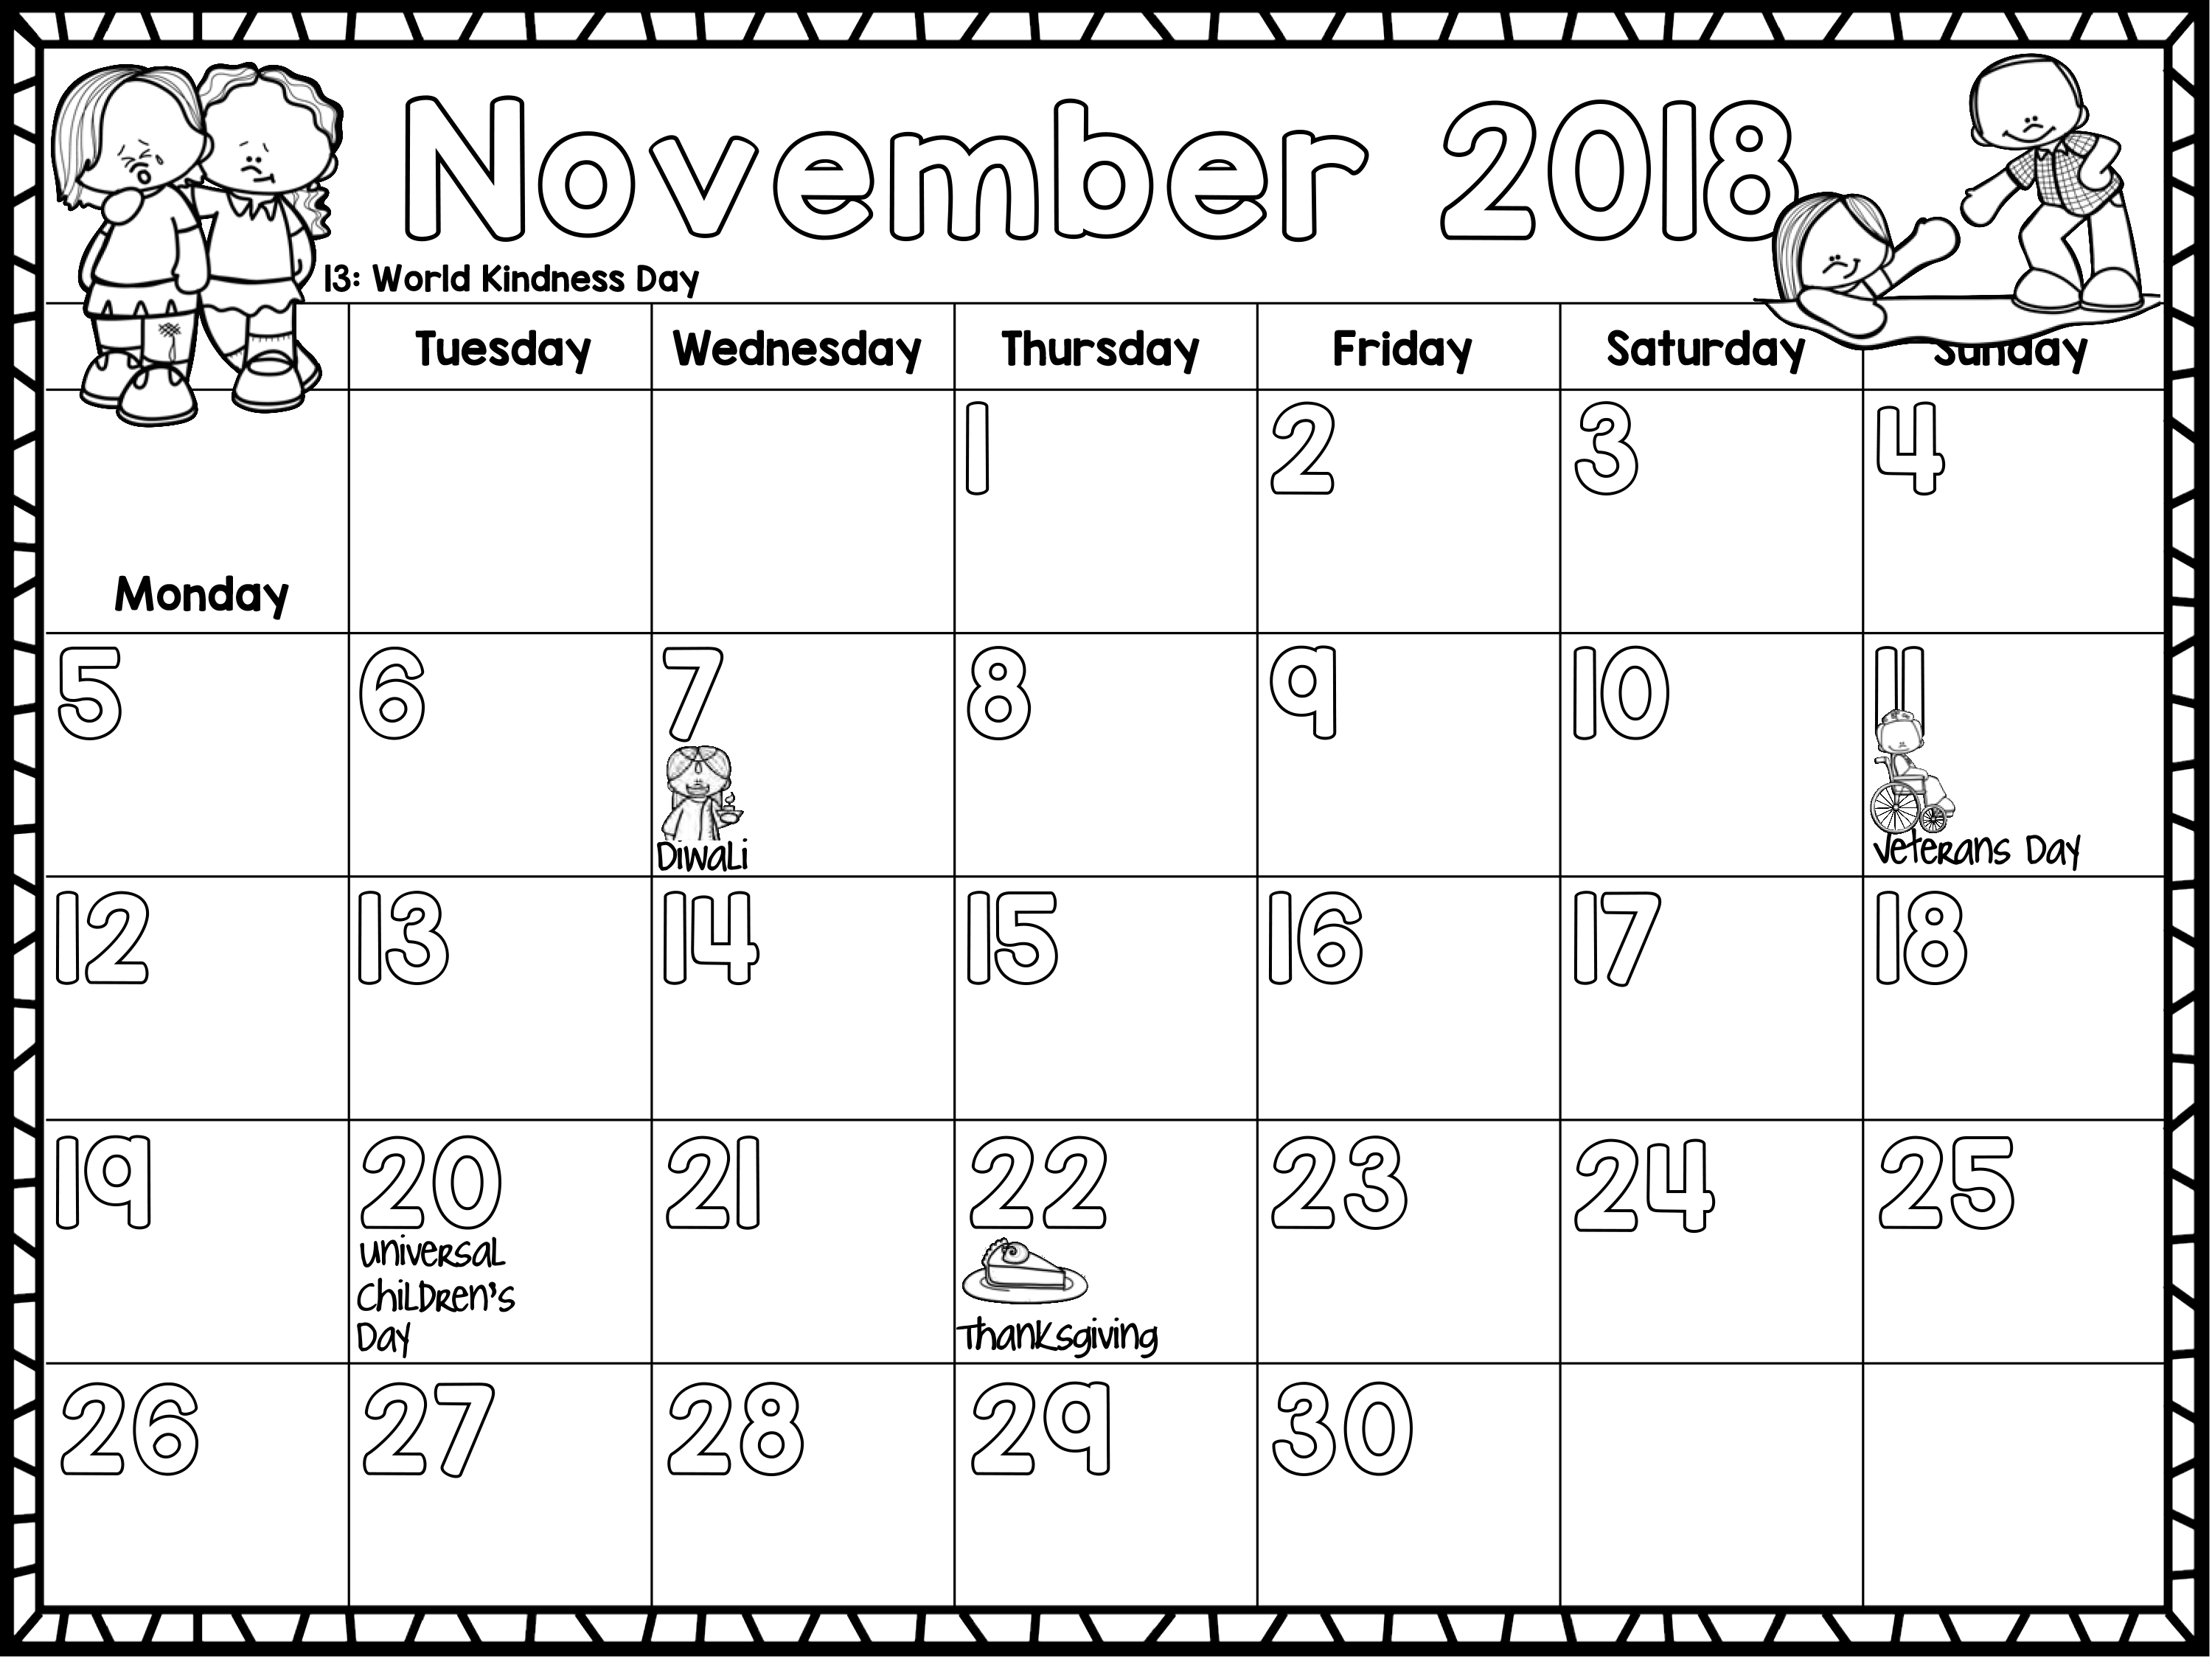 November 2018
13: World Kindness Day
Tuesday Wednesday Thursday Friday Saturday Sunday
1 2 3 4
Monday
5 6 7 8 9 10 11
Diwali Veterans Day
12 13 14 15 16 17 18
19 20 21 22 23 24 25
Universal
Children's
Day Thanksgiving
26 27 28 29 30